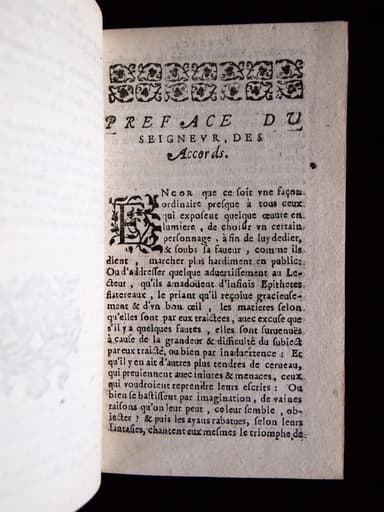 PREFACE DU
SEIGNEVR, DES
Accords.
ENCOR que ce soit vne façon
ordinaire presque à tous ceux
qui exposent quelque œuure en
lumiere, de choisir vn certain
personnage, à fin de luy dedier,
& soubs sa faueur, comme ils
dient, marcher plus hardiment en public:
Ou d'addresser quelque aduertissement au Le-
cteur, qu'ils amadoüent d'infinis Epithetes
flatereaux, le priant qu'il reçoiue gracieuse-
ment & d'vn bon œil, les matieres selon
qu'elles sont par eux traictees, auec excuse que
s'il y a quelques fautes, elles sont suruenuës
à cause de la grandeur & difficulté du subiect
par eux traicté, ou bien par inaduertence: Et
qu'il y en ait d'autres plus tendres de cerueau,
qui preuiennent auec iniures & menaces, ceux
qui voudroient reprendre leurs escrits: Ou
bien se bastissent par imagination, de vaines
raisons qu'on leur peut, ce leur semble, ob-
iecter? & puis les ayans rabatues, selon leurs
fantasies, chantent eux mesmes le triomphe de